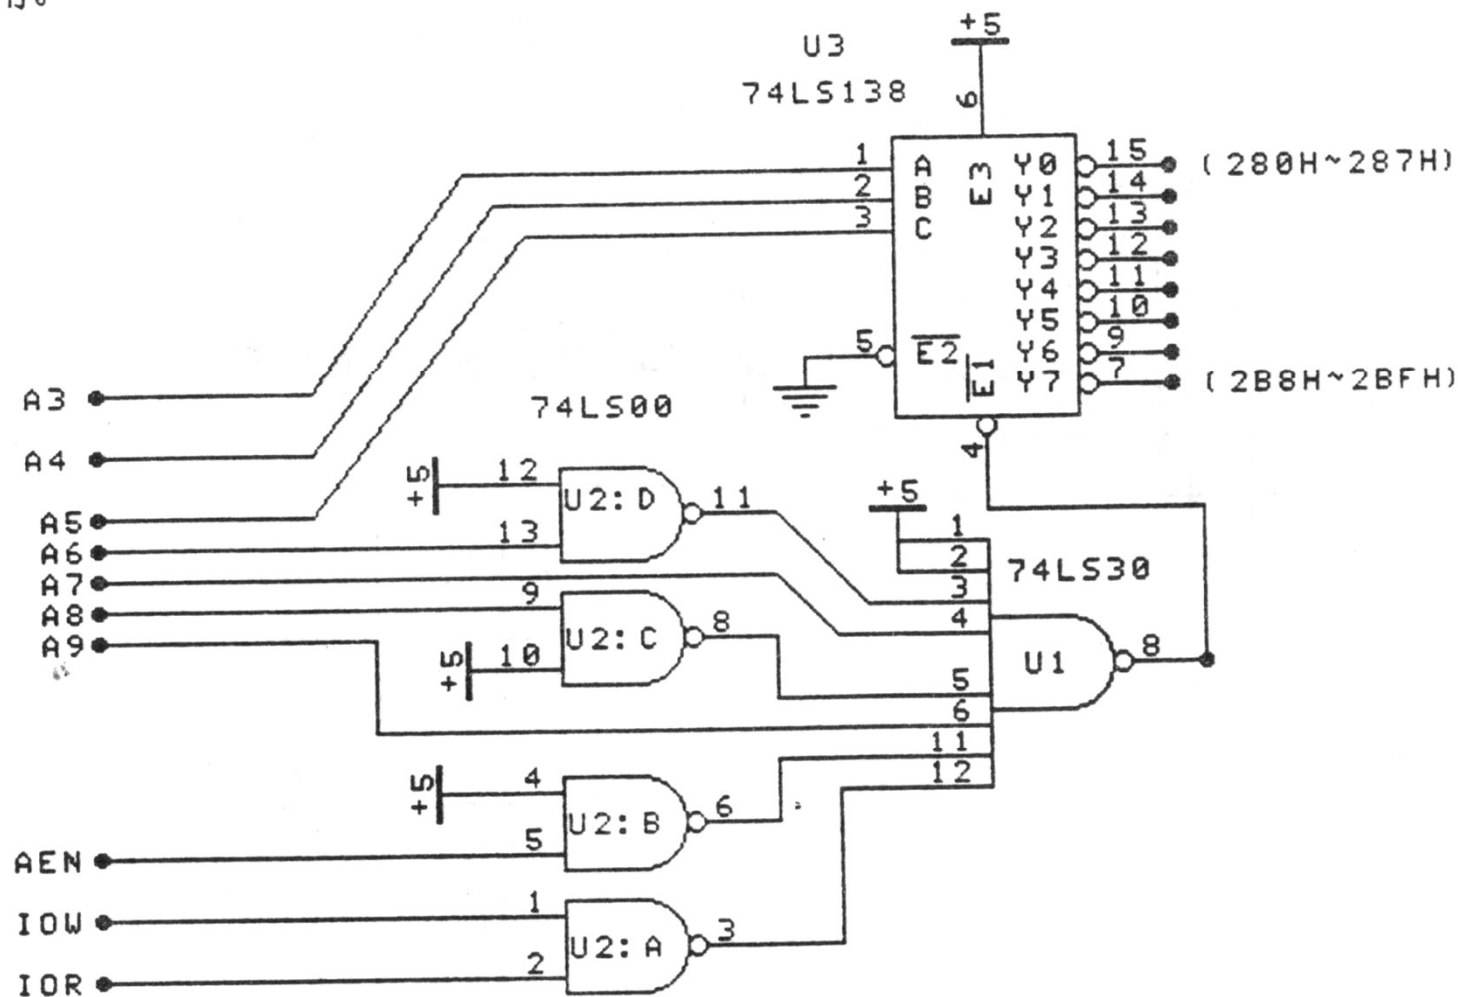 +5
U3
74LS138
6
1 A E3 Y0 15 (280H~287H)
2 B Y1 14
3 C Y2 13
Y3 12
Y4 11
Y5 10
5 E2 Y6 9
E1 Y7 7 (2B8H~2BFH)
4
A3
74LS00
A4
+5 12 U2:D 11
+5
A5
A6 13
1
2
74LS30
A7
3
A8 9
4
A9
U2:C 8
+5 10
U1 8
5
6
11
12
+5 4
U2:B 6
AEN 5
IOW 1
U2:A 3
IOR 2